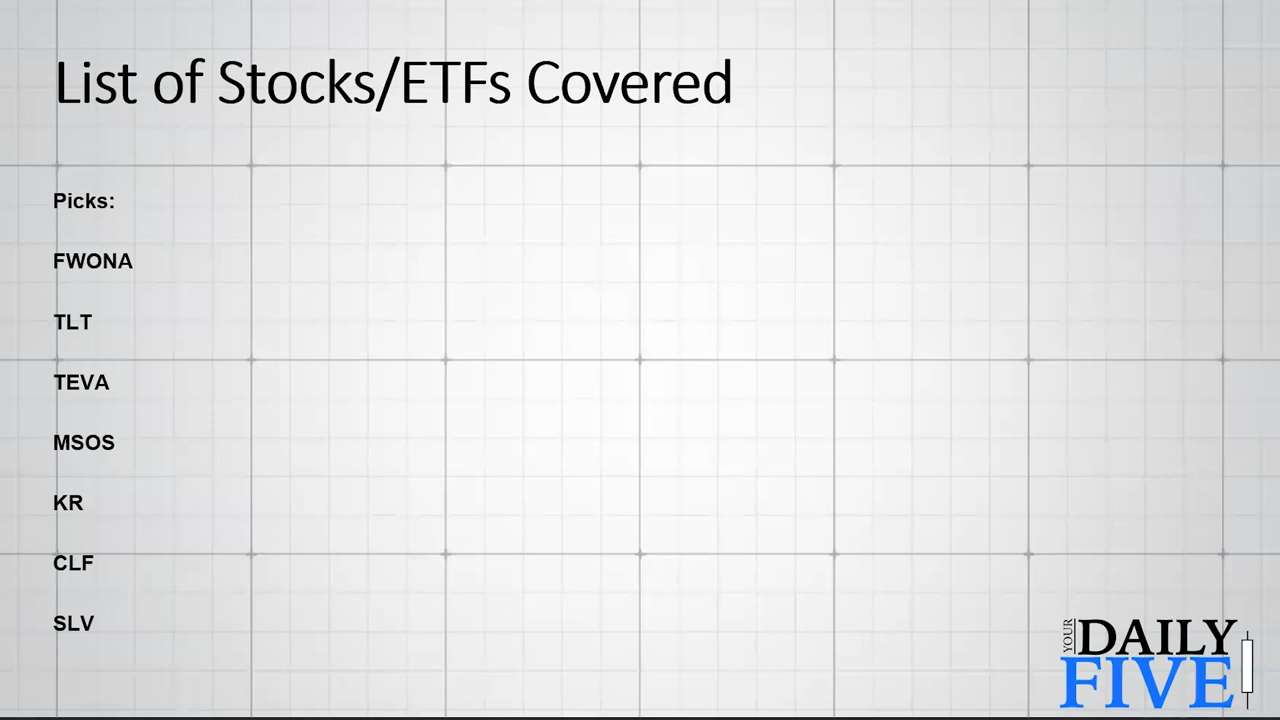 List of Stocks/ETFs Covered
Picks:
FWONA
TLT
TEVA
MSOS
KR
CLF
SLV
YOUR
DAILY
FIVE